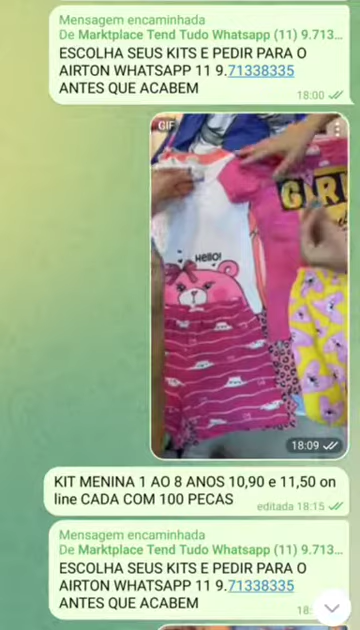 Mensagem encaminhada
De Marktplace Tend Tudo Whatsapp (11) 9.713...
ESCOLHA SEUS KITS E PEDIR PARA O
AIRTON WHATSAPP 11 9.71338335
ANTES QUE ACABEM
18:00
GIF
GIRL
HELLO!
18:09
KIT MENINA 1 AO 8 ANOS 10,90 e 11,50 on
line CADA COM 100 PECAS
editada 18:15
Mensagem encaminhada
De Marktplace Tend Tudo Whatsapp (11) 9.713...
ESCOLHA SEUS KITS E PEDIR PARA O
AIRTON WHATSAPP 11 9.71338335
ANTES QUE ACABEM
18: